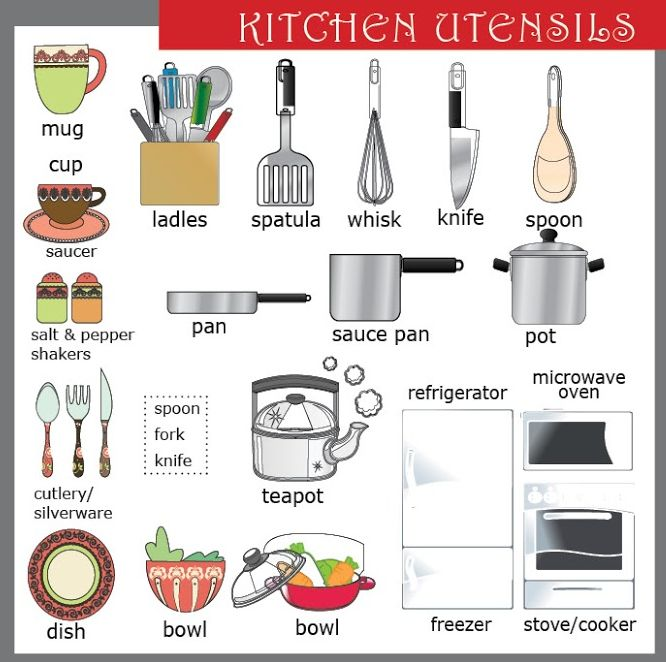 KITCHEN UTENSILS
mug
cup
saucer
ladles
spatula
whisk
knife
spoon
salt & pepper
shakers
pan
sauce pan
pot
spoon
fork
knife
cutlery/
silverware
teapot
refrigerator
microwave
oven
dish
bowl
bowl
freezer
stove/cooker